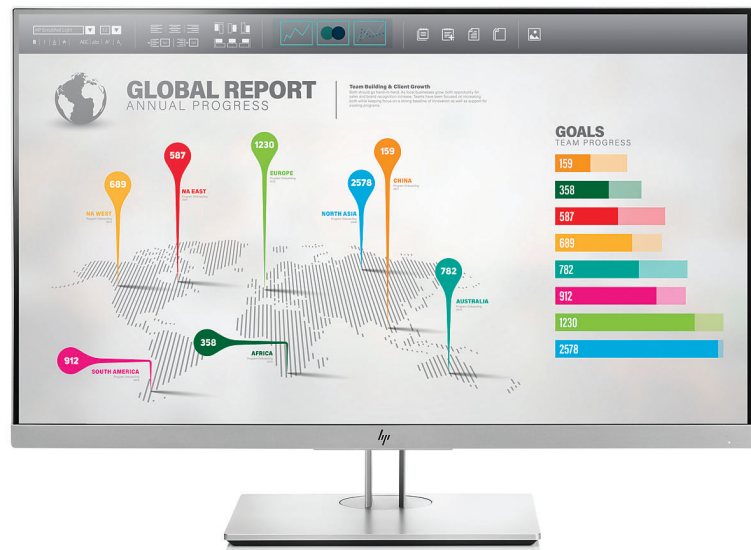 GLOBAL REPORT
ANNUAL PROGRESS
Team Building & Client Growth
1230
EUROPE
587
NA EAST
159
CHINA
689
NA WEST
2578
NORTH ASIA
782
AUSTRALIA
912
SOUTH AMERICA
358
AFRICA
GOALS
TEAM PROGRESS
159
358
587
689
782
912
1230
2578
hp